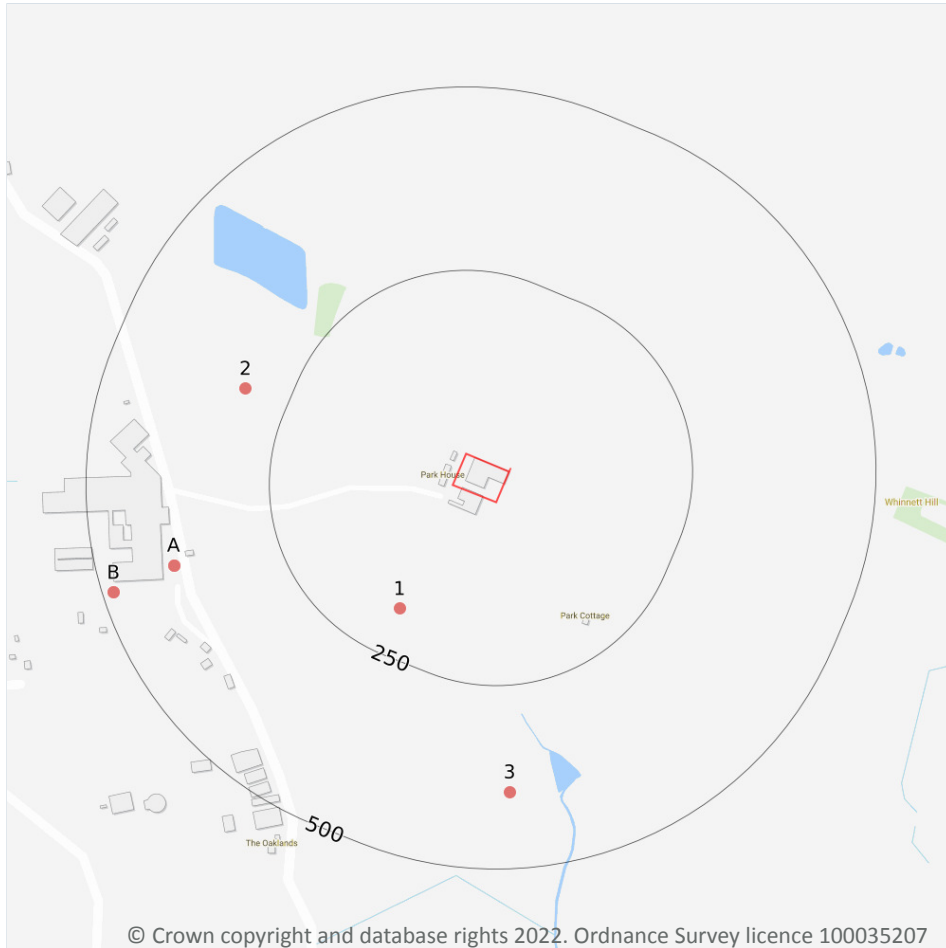 2
Park House
Whinnett Hill
A
B
1
Park Cottage
250
3
500
The Oaklands
© Crown copyright and database rights 2022. Ordnance Survey licence 100035207